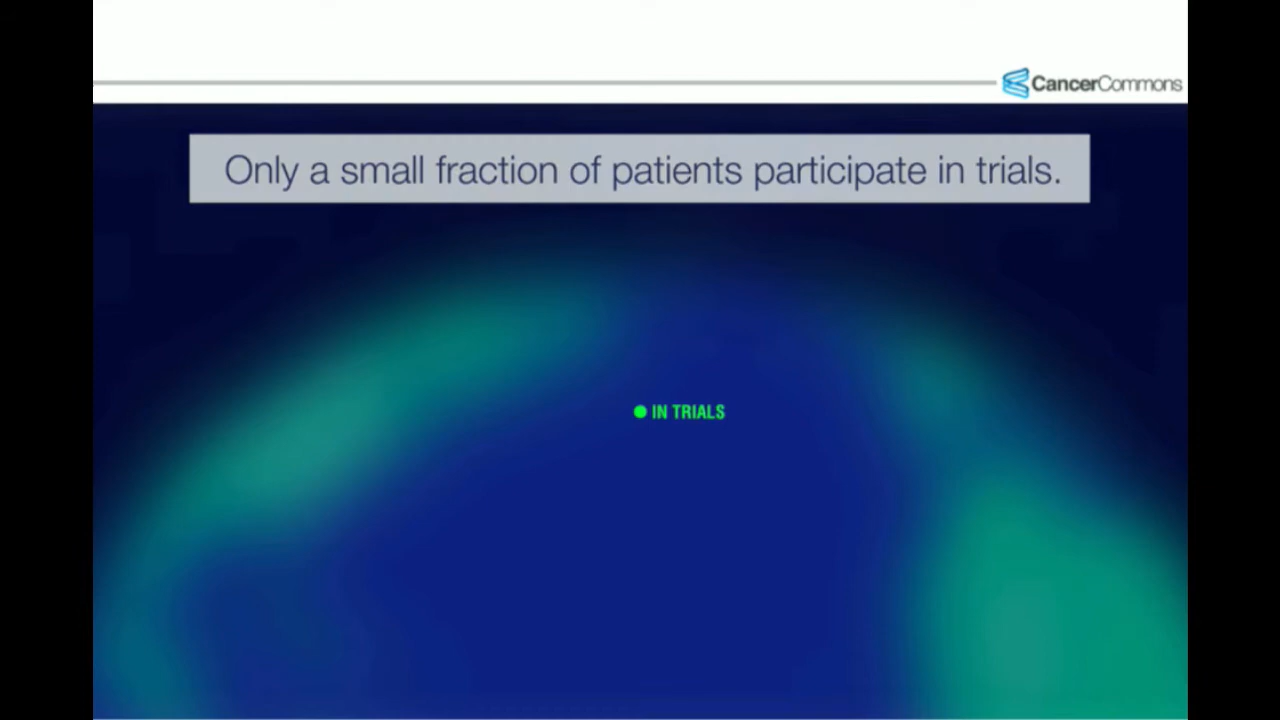 CancerCommons
Only a small fraction of patients participate in trials.
IN TRIALS